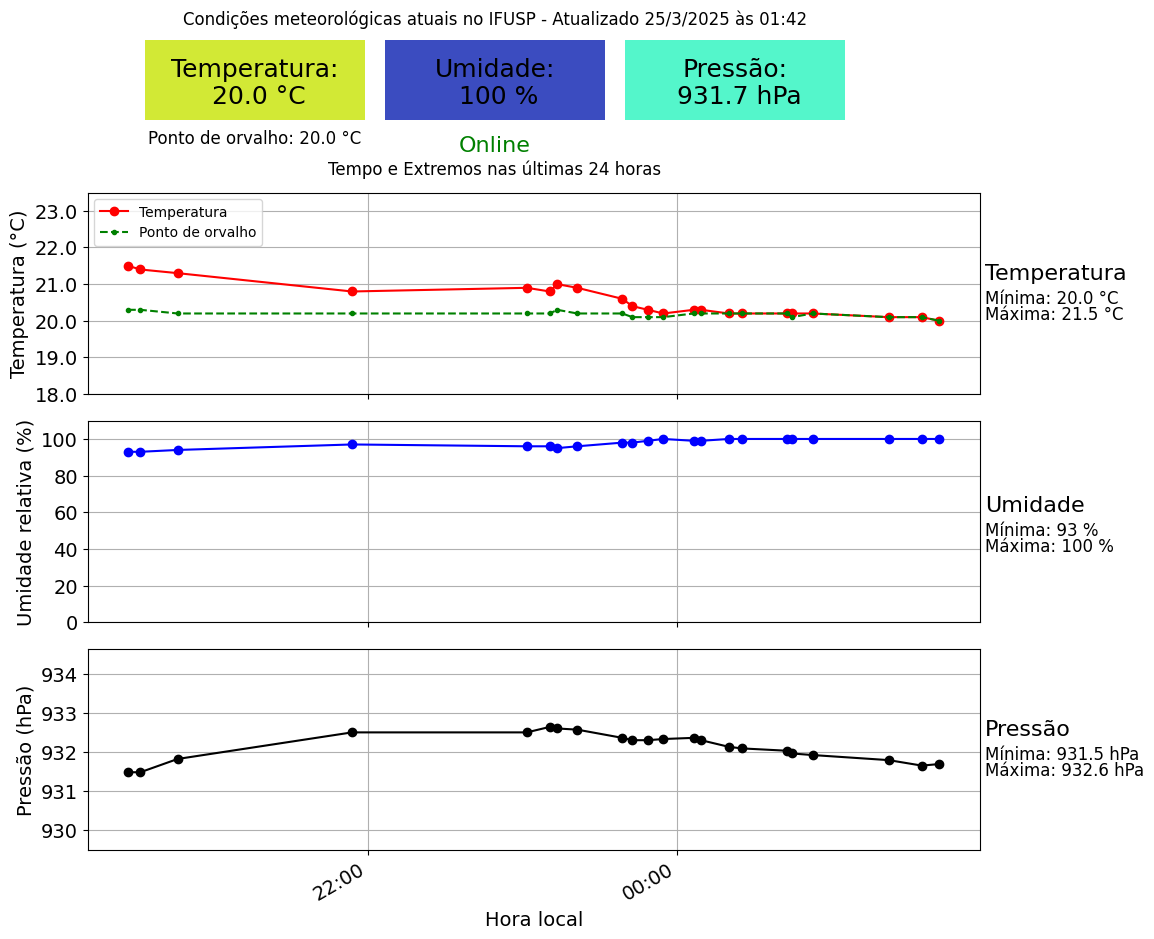 Condições meteorológicas atuais no IFUSP - Atualizado 25/3/2025 às 01:42
Temperatura:
20.0 °C
Umidade:
100 %
Pressão:
931.7 hPa
Ponto de orvalho: 20.0 °C
Online
Tempo e Extremos nas últimas 24 horas
Temperatura (°C)
23.0
22.0
21.0
20.0
19.0
18.0
Temperatura
Ponto de orvalho
Temperatura
Mínima: 20.0 °C
Máxima: 21.5 °C
Umidade relativa (%)
100
80
60
40
20
0
Umidade
Mínima: 93 %
Máxima: 100 %
Pressão (hPa)
934
933
932
931
930
Pressão
Mínima: 931.5 hPa
Máxima: 932.6 hPa
22:00
00:00
Hora local